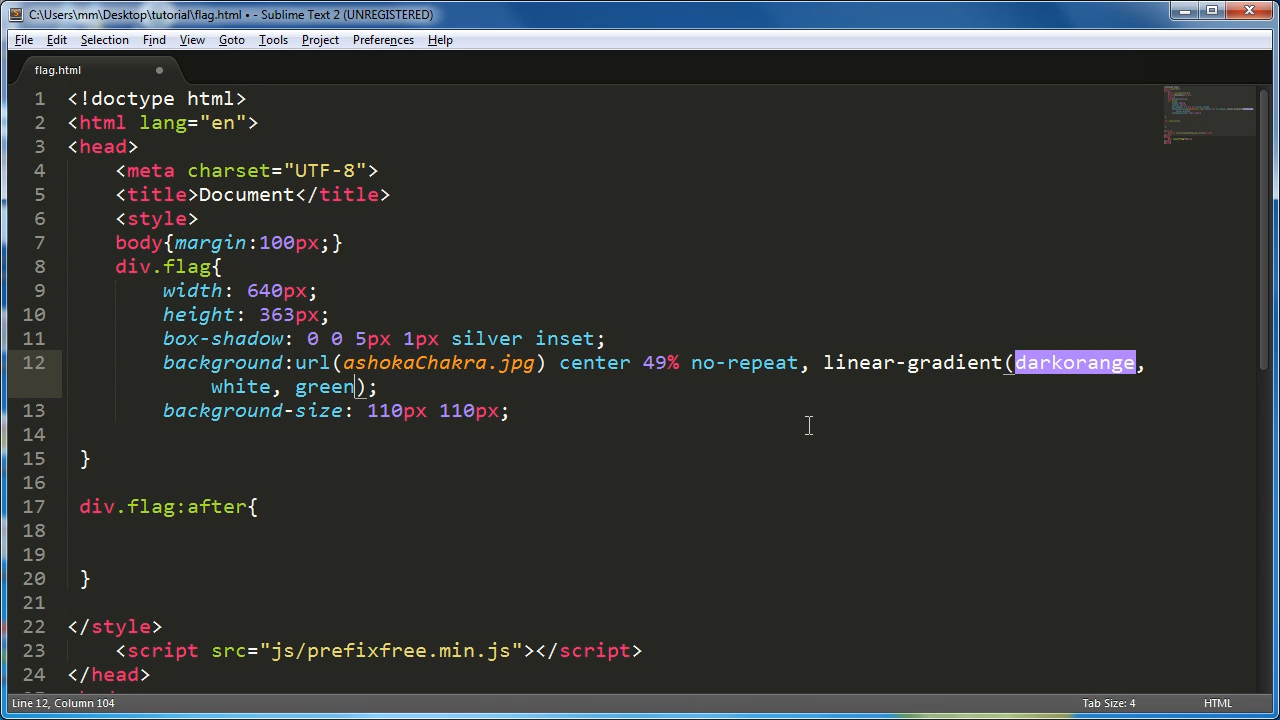 C:\Users\mm\Desktop\tutorial\flag.html • - Sublime Text 2 (UNREGISTERED)
File Edit Selection Find View Goto Tools Project Preferences Help
flag.html
1 <!doctype html>
2 <html lang="en">
3 <head>
4 <meta charset="UTF-8">
5 <title>Document</title>
6 <style>
7 body{margin:100px;}
8 div.flag{
9 width: 640px;
10 height: 363px;
11 box-shadow: 0 0 5px 1px silver inset;
12 background:url(ashokaChakra.jpg) center 49% no-repeat, linear-gradient(darkorange,
white, green);
13 background-size: 110px 110px;
14
15 }
16
17 div.flag:after{
18
19
20 }
21
22 </style>
23 <script src="js/prefixfree.min.js"></script>
24 </head>
Line 12, Column 104 Tab Size: 4 HTML